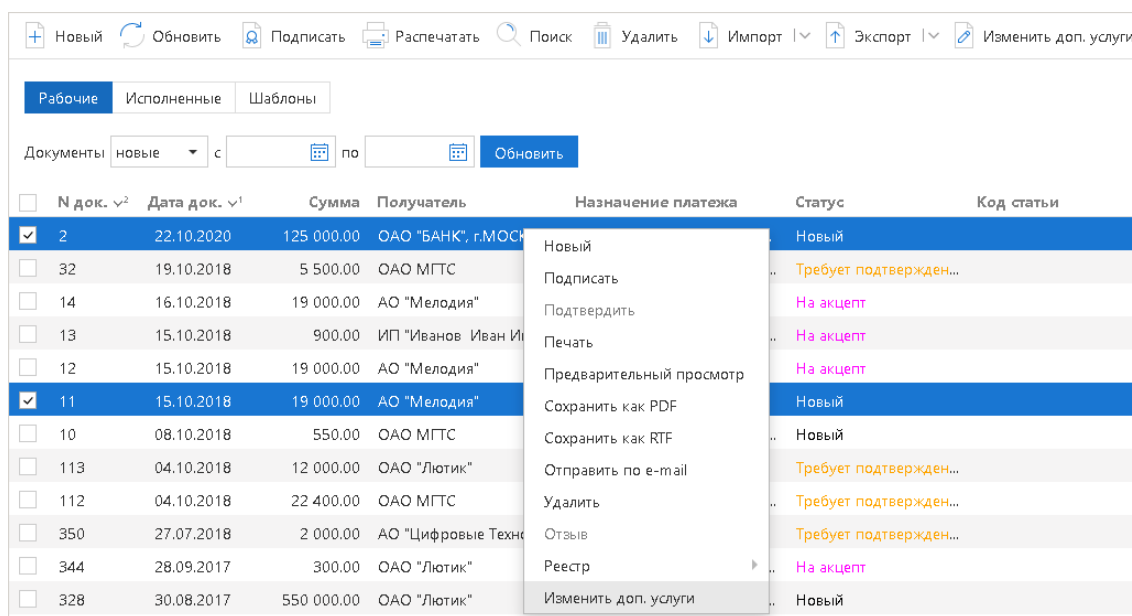 Новый Обновить Подписать Распечатать Поиск Удалить Импорт Экспорт Изменить доп. услуги
Рабочие Исполненные Шаблоны
Документы новые с по Обновить
N док. 2 Дата док. 1 Сумма Получатель Назначение платежа Статус Код статьи
2 22.10.2020 125 000.00 ОАО "БАНК", г.МОСК Новый
32 19.10.2018 5 500.00 ОАО МГТС Требует подтвержден...
14 16.10.2018 19 000.00 АО "Мелодия" На акцепт
13 15.10.2018 900.00 ИП "Иванов Иван И На акцепт
12 15.10.2018 19 000.00 АО "Мелодия" На акцепт
11 15.10.2018 19 000.00 АО "Мелодия" Новый
10 08.10.2018 550.00 ОАО МГТС Новый
113 04.10.2018 12 000.00 ОАО "Лютик" Требует подтвержден...
112 04.10.2018 22 400.00 ОАО МГТС Требует подтвержден...
350 27.07.2018 2 000.00 АО "Цифровые Техно Требует подтвержден...
344 28.09.2017 300.00 ОАО "Лютик" На акцепт
328 30.08.2017 550 000.00 ОАО "Лютик" Новый
Новый
Подписать
Подтвердить
Печать
Предварительный просмотр
Сохранить как PDF
Сохранить как RTF
Отправить по e-mail
Удалить
Отзыв
Реестр
Изменить доп. услуги